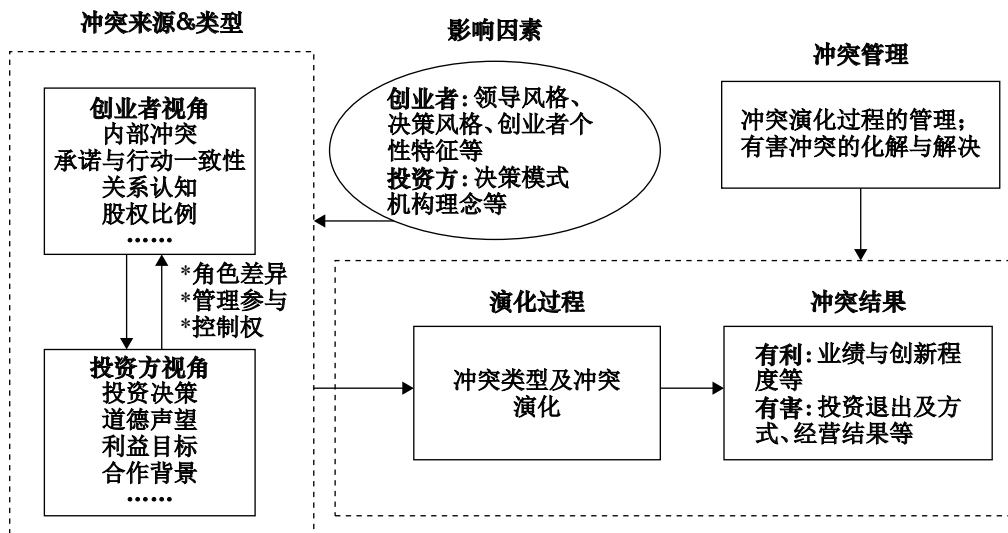 冲突来源&类型
创业者视角
内部冲突
承诺与行动一致性
关系认知
股权比例
……
*角色差异
*管理参与
*控制权
投资方视角
投资决策
道德声望
利益目标
合作背景
……
影响因素
创业者:领导风格、
决策风格、创业者个
性特征等
投资方:决策模式
机构理念等
冲突管理
冲突演化过程的管理;
有害冲突的化解与解决
演化过程
冲突类型及冲突
演化
冲突结果
有利:业绩与创新程
度等
有害:投资退出及方
式、经营结果等